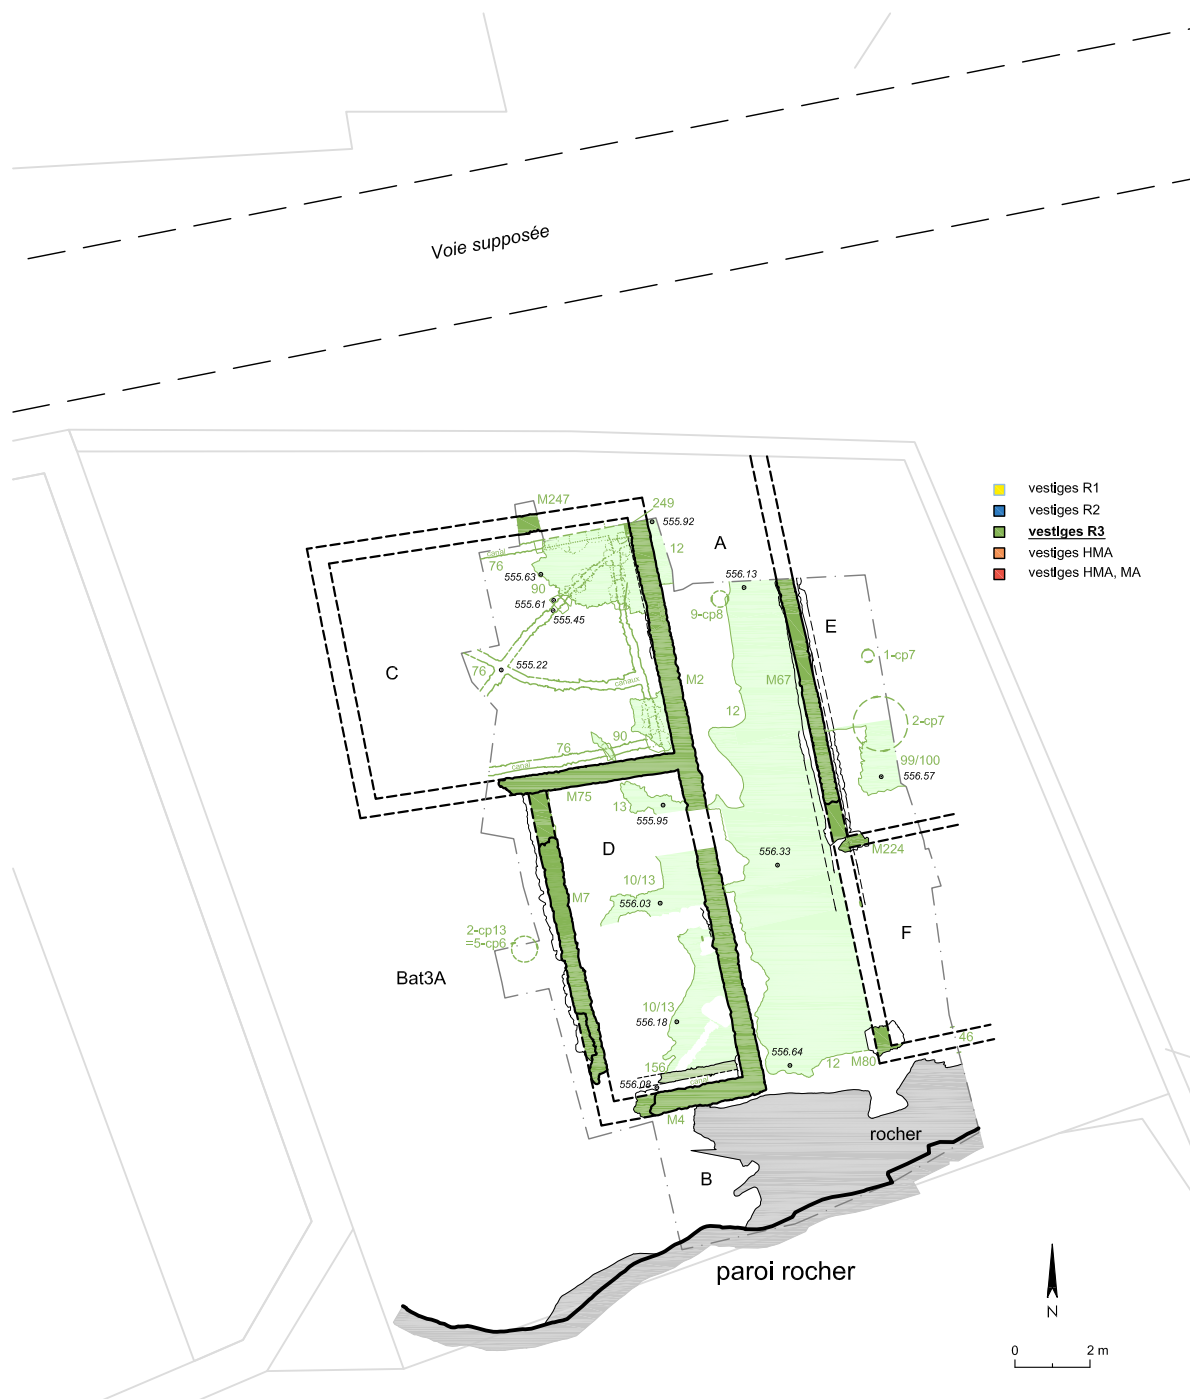 Voie supposée
vestiges R1
vestiges R2
vestiges R3
vestiges HMA
vestiges HMA, MA
M247
249
555.92
A
12
canal
76
555.63
90
555.61
555.45
556.13
9-cp8
E
1-cp7
C
76
555.22
canaux
M2
M67
12
2-cp7
90
76
canal
99/100
556.57
M75
13
555.95
D
M224
556.33
10/13
M7
556.03
2-cp13
=5-cp6
F
Bat3A
10/13
556.18
556.64
12
M80
46
156
556.08
canal
M4
rocher
B
paroi rocher
N
0 2 m